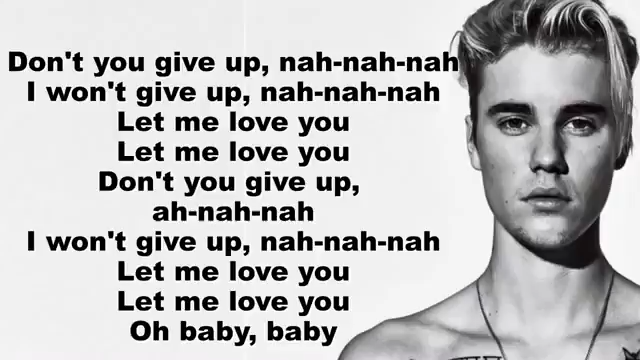 Don't you give up, nah-nah-nah
I won't give up, nah-nah-nah
Let me love you
Let me love you
Don't you give up,
ah-nah-nah
I won't give up, nah-nah-nah
Let me love you
Let me love you
Oh baby, baby